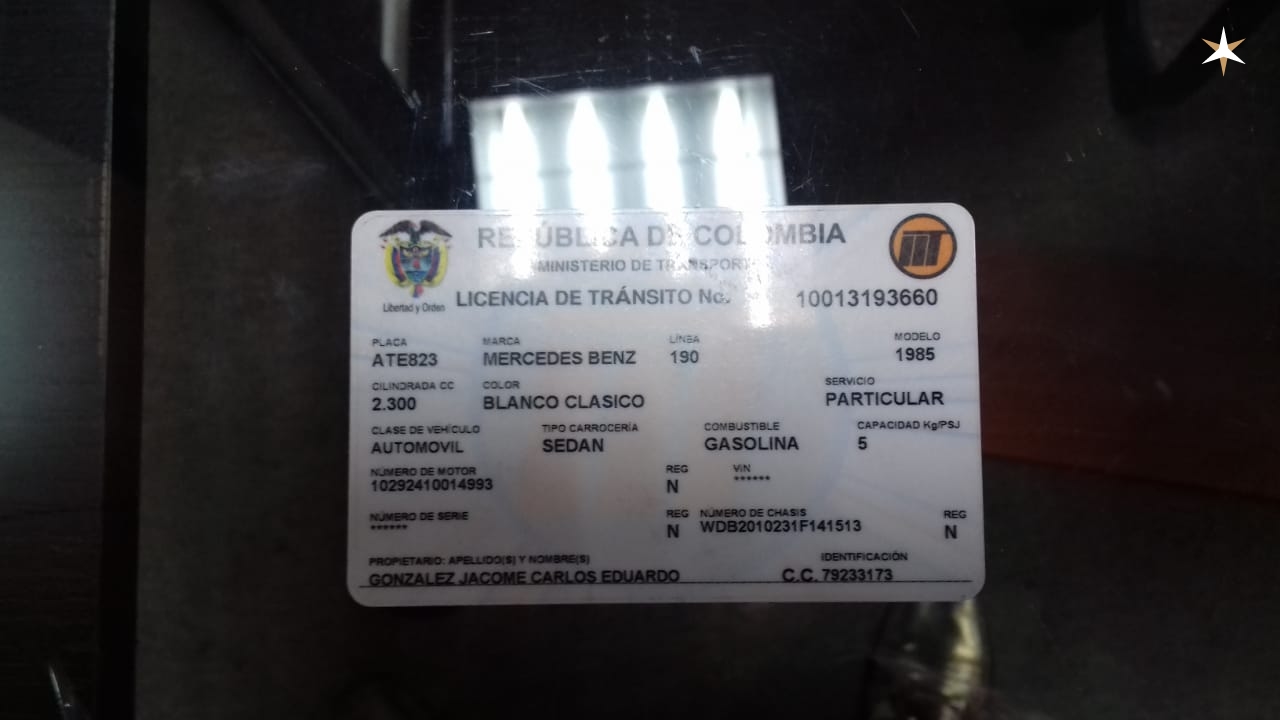 REPÚBLICA DE COLOMBIA
MINISTERIO DE TRANSPORTE
Libertad y Orden
LICENCIA DE TRÁNSITO No. 10013193660
PLACA MARCA LÍNEA MODELO
ATE823 MERCEDES BENZ 190 1985
CILINDRADA CC COLOR SERVICIO
2.300 BLANCO CLASICO PARTICULAR
CLASE DE VEHÍCULO TIPO CARROCERÍA COMBUSTIBLE CAPACIDAD Kg/PSJ
AUTOMOVIL SEDAN GASOLINA 5
NÚMERO DE MOTOR REG VIN
10292410014993 N ******
NÚMERO DE SERIE REG NÚMERO DE CHASIS REG
****** N WDB2010231F141513 N
PROPIETARIO: APELLIDO(S) Y NOMBRE(S) IDENTIFICACIÓN
GONZALEZ JACOME CARLOS EDUARDO C.C. 79233173